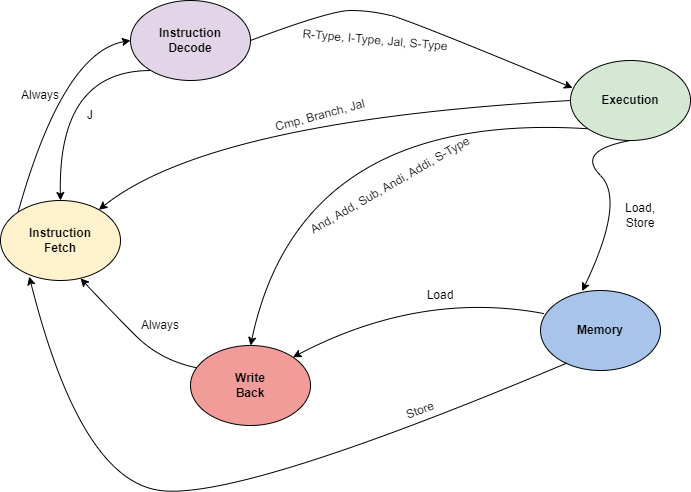 Instruction
Decode
R-Type, I-Type, Jal, S-Type
Execution
Always
J
Cmp, Branch, Jal
And, Add, Sub, Andi, Addi, S-Type
Load,
Store
Instruction
Fetch
Load
Always
Memory
Write
Back
Store